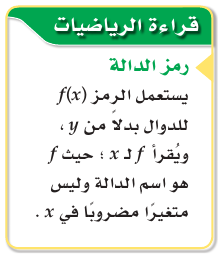 قراءة الرياضيات
رمز الدالة
يستعمل الرمز f(x)
للدوال بدلاً من y ،
ويُقرأ f لـ x ؛ حيث f
هو اسم الدالة وليس
متغيرًا مضروبًا في x .